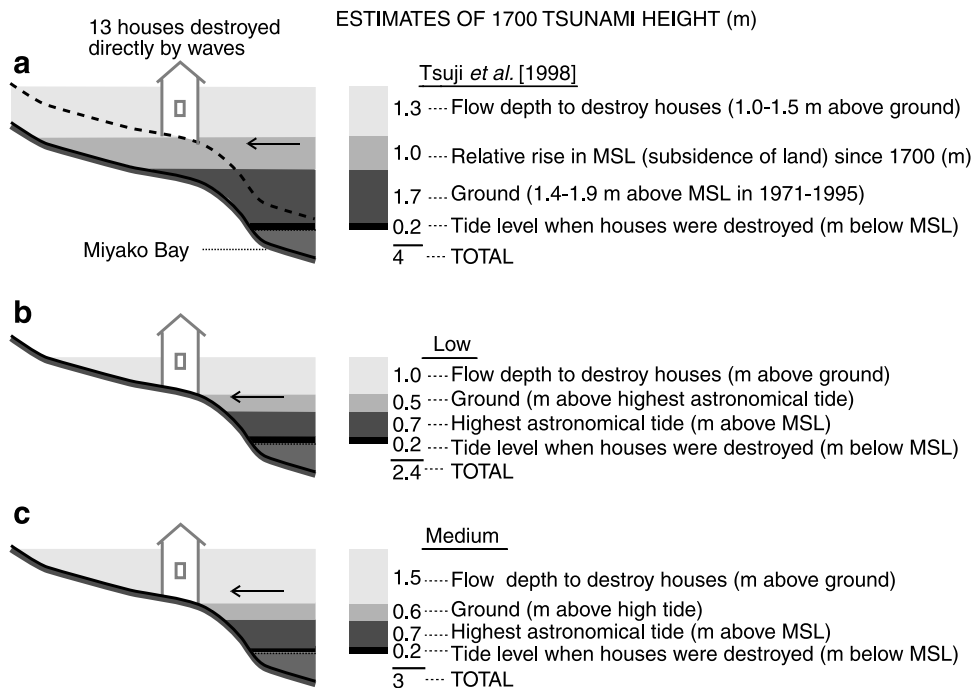 ESTIMATES OF 1700 TSUNAMI HEIGHT (m)
13 houses destroyed
directly by waves
a
Tsuji et al. [1998]
1.3 ---- Flow depth to destroy houses (1.0-1.5 m above ground)
1.0 ---- Relative rise in MSL (subsidence of land) since 1700 (m)
1.7 ---- Ground (1.4-1.9 m above MSL in 1971-1995)
0.2 ---- Tide level when houses were destroyed (m below MSL)
Miyako Bay
4 ---- TOTAL
b
Low
1.0 ---- Flow depth to destroy houses (m above ground)
0.5 ---- Ground (m above highest astronomical tide)
0.7 ---- Highest astronomical tide (m above MSL)
0.2 ---- Tide level when houses were destroyed (m below MSL)
2.4 ---- TOTAL
c
Medium
1.5 ---- Flow depth to destroy houses (m above ground)
0.6 ---- Ground (m above high tide)
0.7 ---- Highest astronomical tide (m above MSL)
0.2 ---- Tide level when houses were destroyed (m below MSL)
3 ---- TOTAL